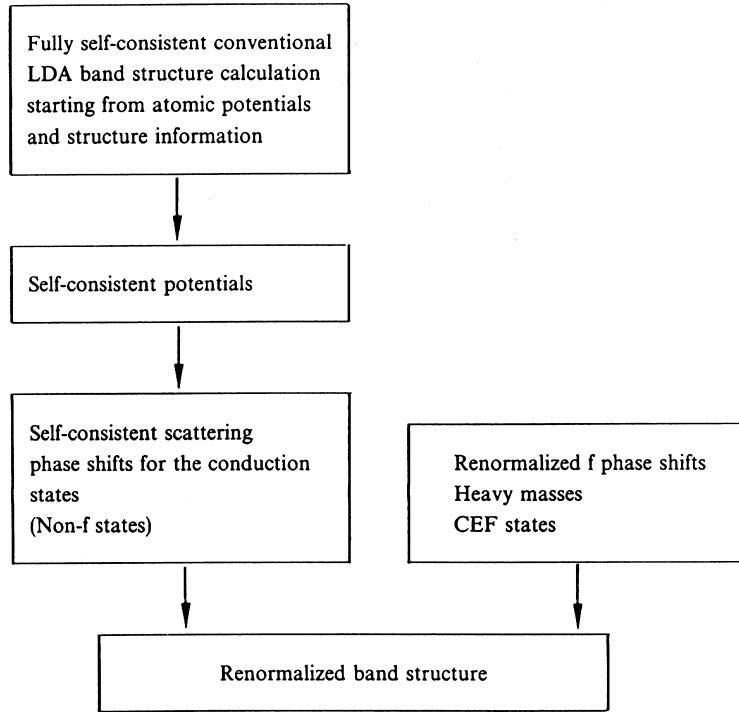 Fully self-consistent conventional
LDA band structure calculation
starting from atomic potentials
and structure information
Self-consistent potentials
Self-consistent scattering
phase shifts for the conduction
states
(Non-f states)
Renormalized f phase shifts
Heavy masses
CEF states
Renormalized band structure